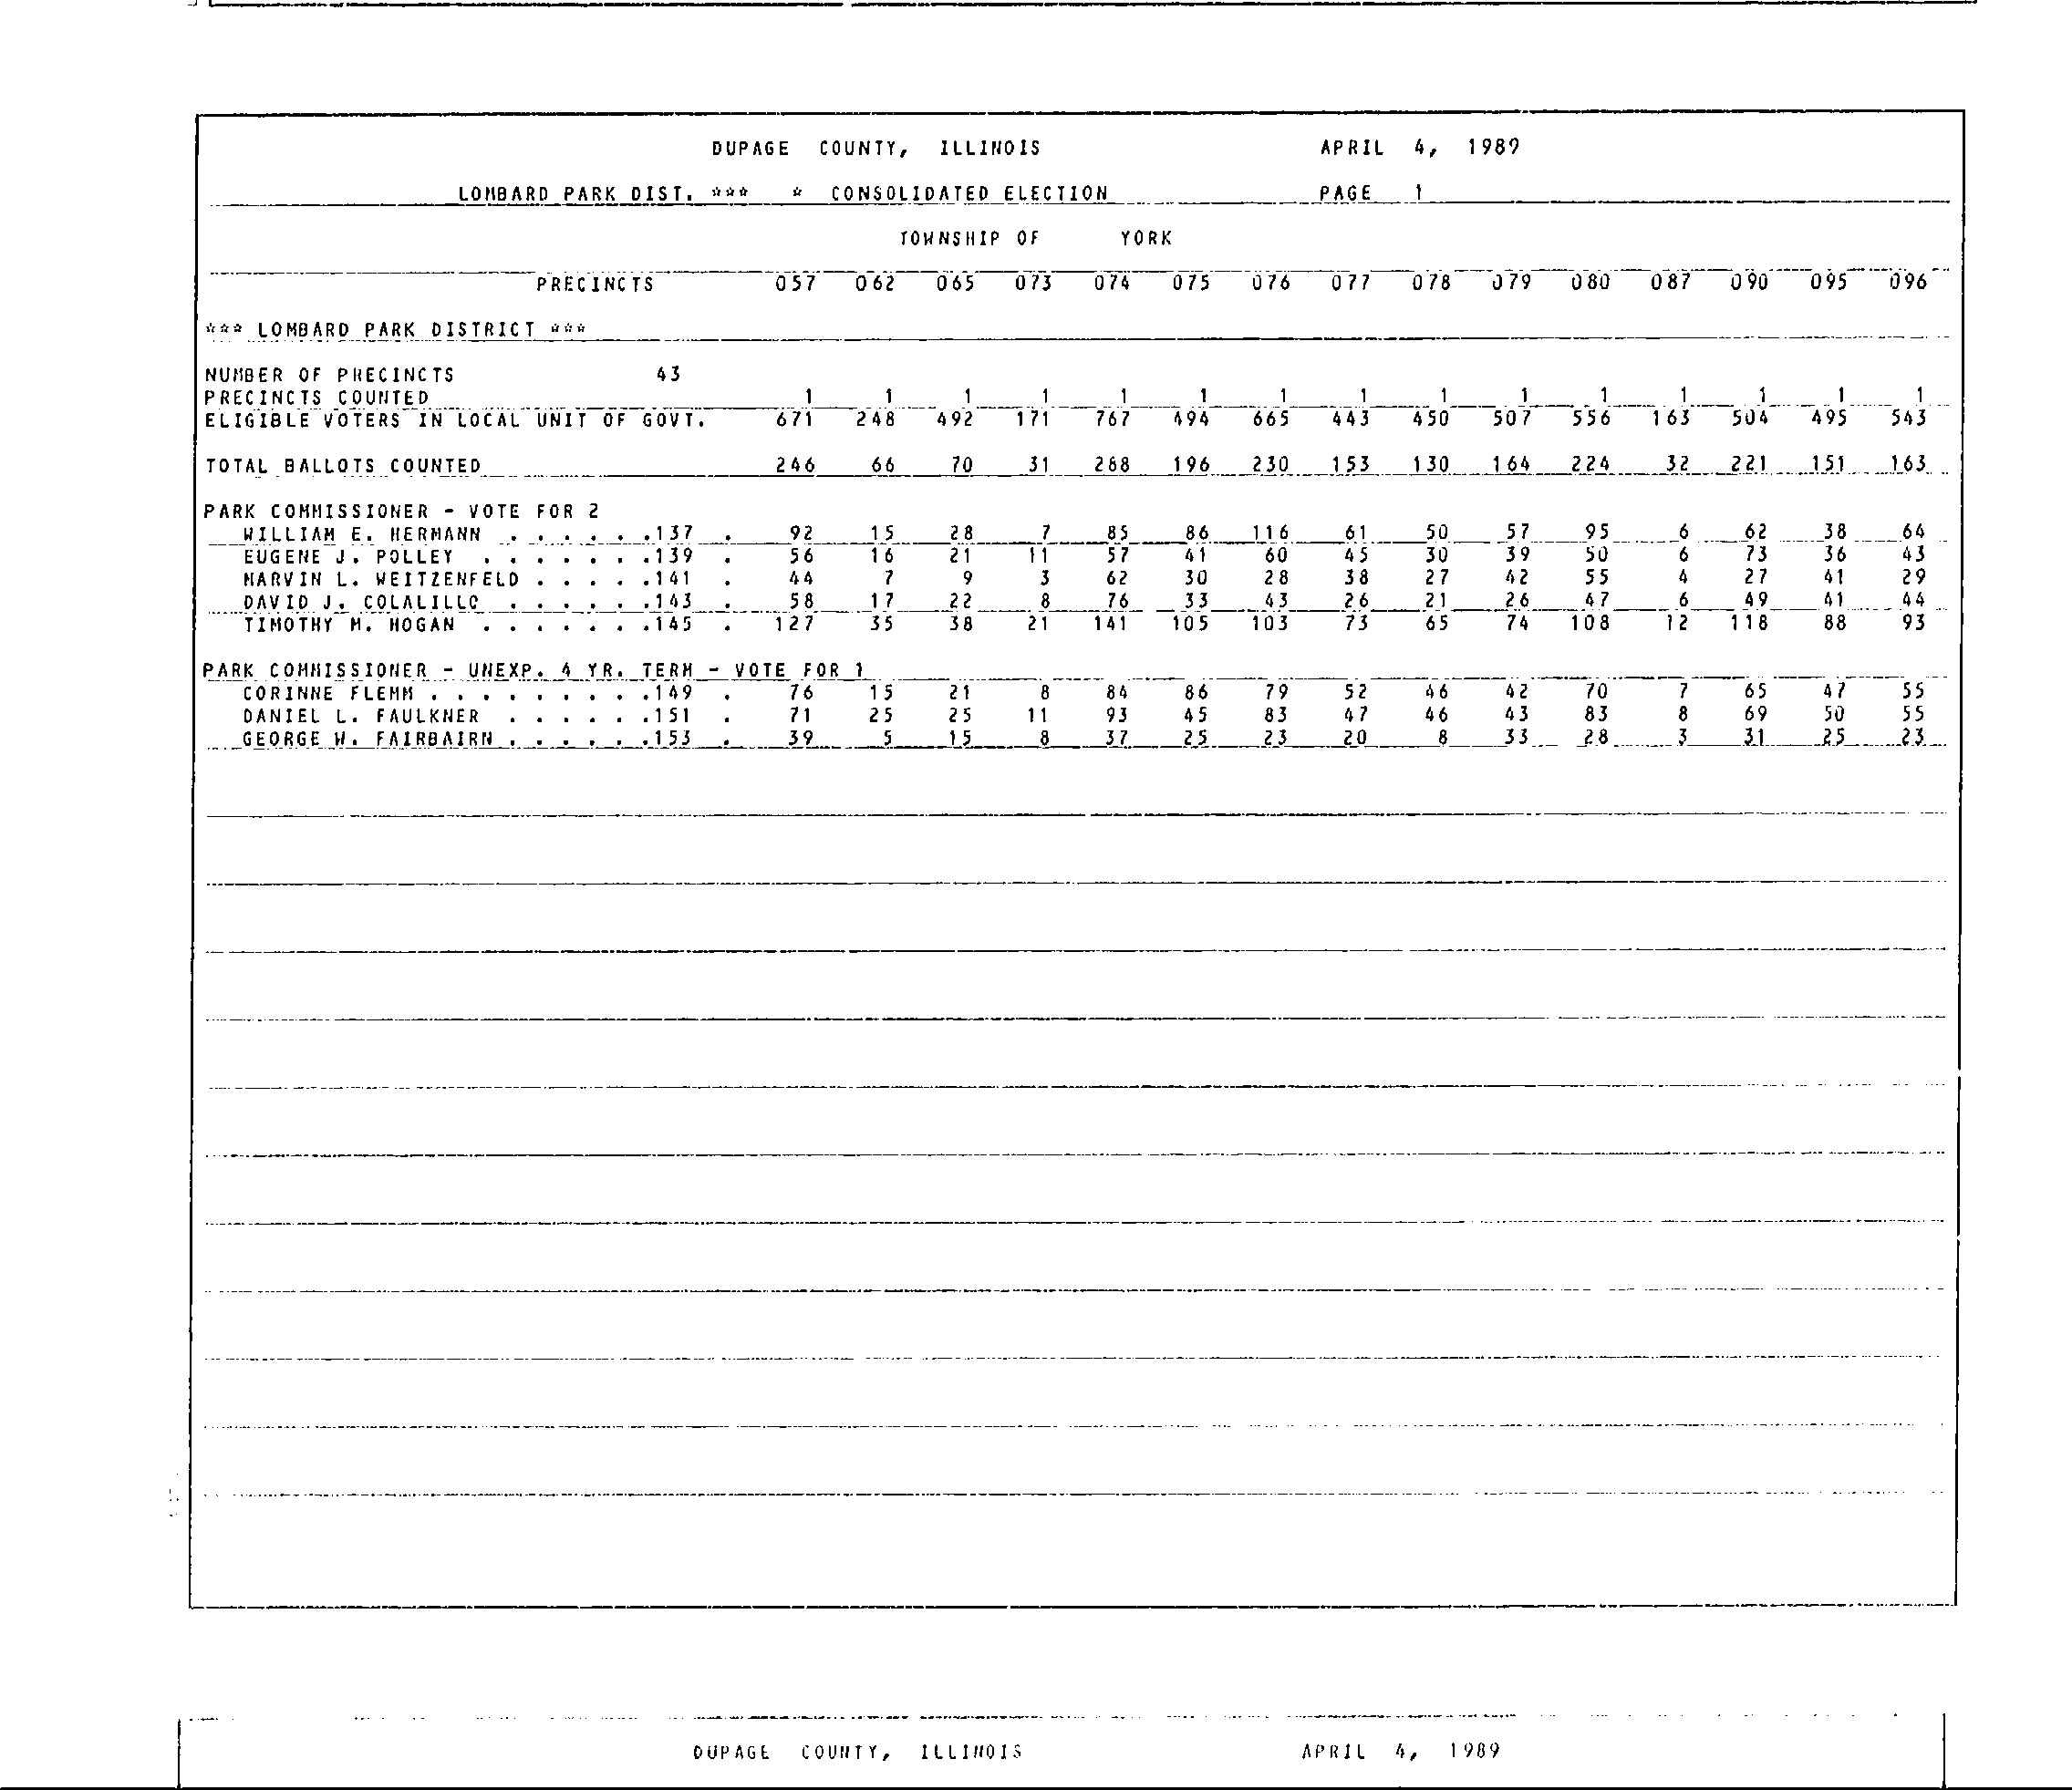 DUPAGE COUNTY, ILLINOIS APRIL 4, 1989
LOMBARD PARK DIST. *** * CONSOLIDATED ELECTION PAGE 1
TOWNSHIP OF YORK
PRECINCTS 057 062 065 073 074 075 076 077 078 079 080 087 090 095 096
*** LOMBARD PARK DISTRICT ***
NUMBER OF PRECINCTS 43
PRECINCTS COUNTED 1 1 1 1 1 1 1 1 1 1 1 1 1 1 1
ELIGIBLE VOTERS IN LOCAL UNIT OF GOVT. 671 248 492 171 767 494 665 443 450 507 556 163 504 495 543
TOTAL BALLOTS COUNTED 246 66 70 31 268 196 230 153 130 164 224 32 221 151 163
PARK COMMISSIONER - VOTE FOR 2
WILLIAM E. HERMANN . . . . . .137 . 92 15 28 7 85 86 116 61 50 57 95 6 62 38 64
EUGENE J. POLLEY . . . . . . .139 . 56 16 21 11 57 41 60 45 30 39 50 6 73 36 43
MARVIN L. WEITZENFELD . . . . .141 . 44 7 9 3 62 30 28 38 27 42 55 4 27 41 29
DAVID J. COLALILLO . . . . . .143 . 58 17 22 8 76 33 43 26 21 26 47 6 49 41 44
TIMOTHY M. HOGAN . . . . . . .145 . 127 35 38 21 141 105 103 73 65 74 108 12 118 88 93
PARK COMMISSIONER - UNEXP. 4 YR. TERM - VOTE FOR 1
CORINNE FLEMM . . . . . . . . .149 . 76 15 21 8 84 86 79 52 46 42 70 7 65 47 55
DANIEL L. FAULKNER . . . . . .151 . 71 25 25 11 93 45 83 47 46 43 83 8 69 50 55
GEORGE W. FAIRBAIRN . . . . . .153 . 39 5 15 8 37 25 23 20 8 33 28 3 31 25 23
DUPAGE COUNTY, ILLINOIS APRIL 4, 1989